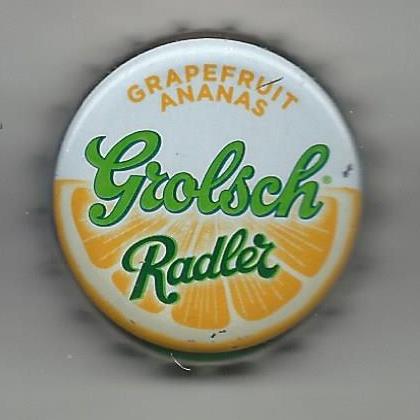 GRAPEFRUIT
ANANAS
Grolsch®
Radler